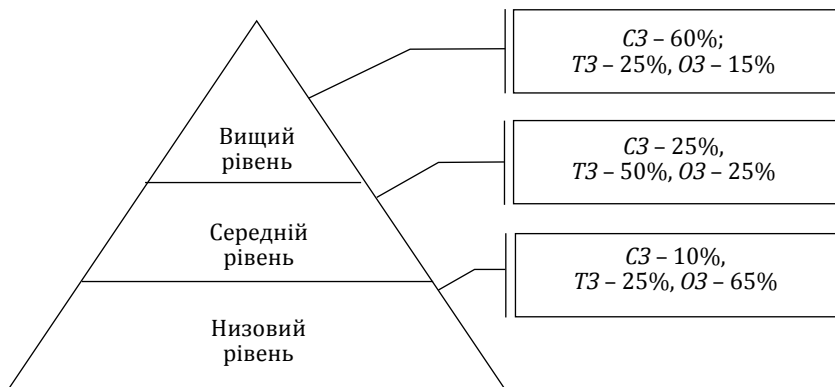 СЗ – 60%;
ТЗ – 25%, ОЗ – 15%
Вищий
рівень
СЗ – 25%,
ТЗ – 50%, ОЗ – 25%
Середній
рівень
СЗ – 10%,
ТЗ – 25%, ОЗ – 65%
Низовий
рівень